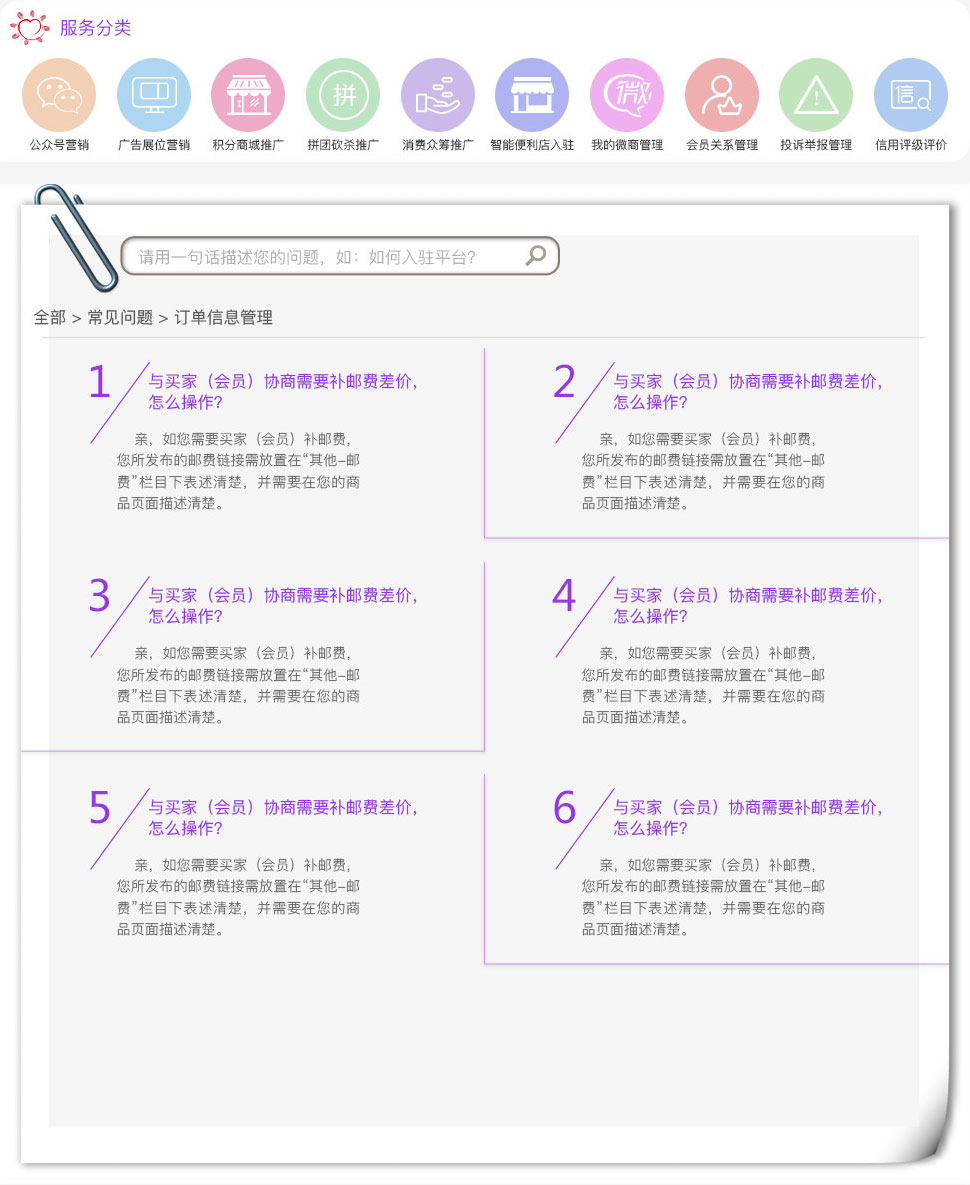 服务分类
拼
微
信
公众号营销 广告展位营销 积分商城推广 拼团砍杀推广 消费众筹推广 智能便利店入驻 我的微商管理 会员关系管理 投诉举报管理 信用评级评价
请用一句话描述您的问题，如：如何入驻平台？
全部 > 常见问题 > 订单信息管理
1
与买家（会员）协商需要补邮费差价，
怎么操作？
亲，如您需要买家（会员）补邮费，
您所发布的邮费链接需放置在“其他-邮
费”栏目下表述清楚，并需要在您的商
品页面描述清楚。
2
与买家（会员）协商需要补邮费差价，
怎么操作？
亲，如您需要买家（会员）补邮费，
您所发布的邮费链接需放置在“其他-邮
费”栏目下表述清楚，并需要在您的商
品页面描述清楚。
3
与买家（会员）协商需要补邮费差价，
怎么操作？
亲，如您需要买家（会员）补邮费，
您所发布的邮费链接需放置在“其他-邮
费”栏目下表述清楚，并需要在您的商
品页面描述清楚。
4
与买家（会员）协商需要补邮费差价，
怎么操作？
亲，如您需要买家（会员）补邮费，
您所发布的邮费链接需放置在“其他-邮
费”栏目下表述清楚，并需要在您的商
品页面描述清楚。
5
与买家（会员）协商需要补邮费差价，
怎么操作？
亲，如您需要买家（会员）补邮费，
您所发布的邮费链接需放置在“其他-邮
费”栏目下表述清楚，并需要在您的商
品页面描述清楚。
6
与买家（会员）协商需要补邮费差价，
怎么操作？
亲，如您需要买家（会员）补邮费，
您所发布的邮费链接需放置在“其他-邮
费”栏目下表述清楚，并需要在您的商
品页面描述清楚。